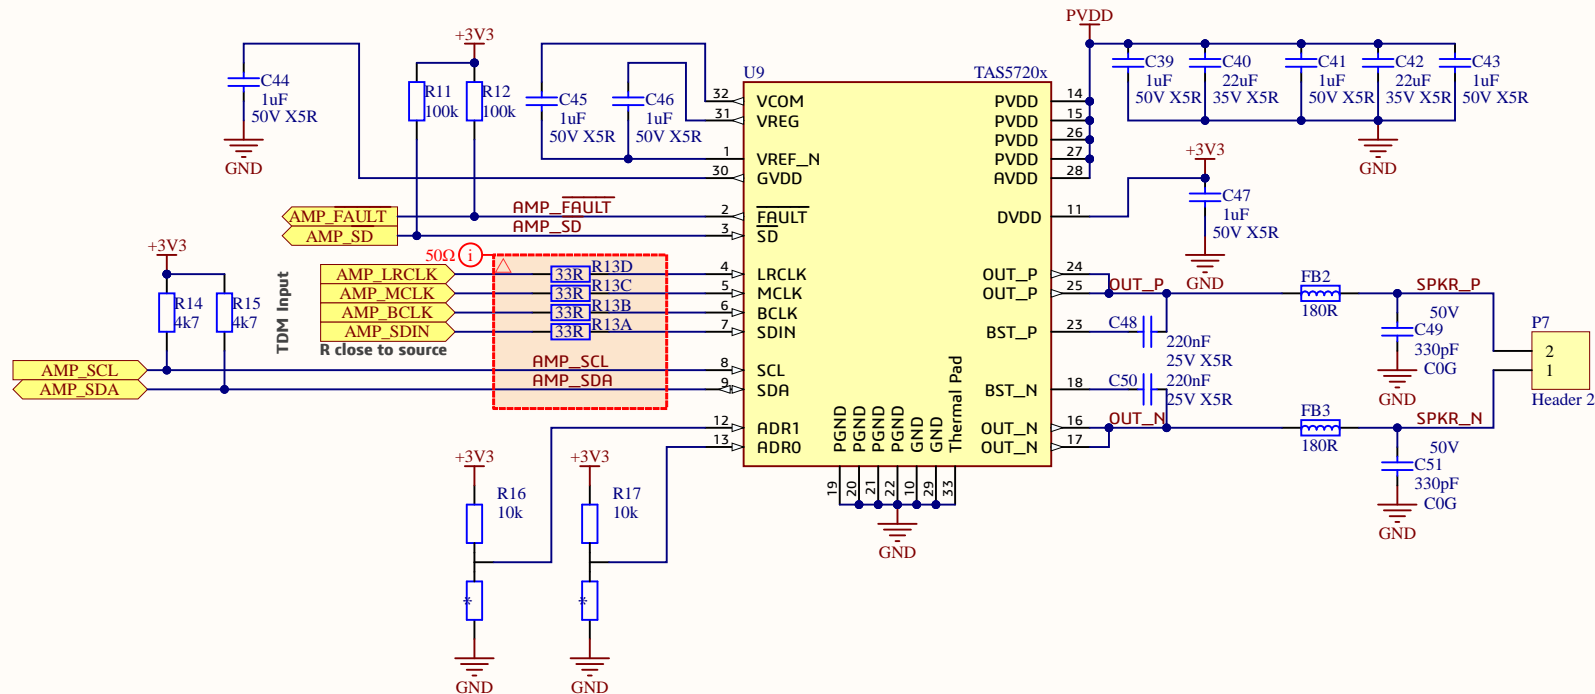 PVDD
+3V3
C44
1uF
50V X5R
GND
R11
100k
R12
100k
C45
1uF
50V X5R
C46
1uF
50V X5R
U9
TAS5720x
C39
1uF
50V X5R
C40
22uF
35V X5R
C41
1uF
50V X5R
C42
22uF
35V X5R
C43
1uF
50V X5R
GND
32 VCOM
31 VREG
1 VREF_N
30 GVDD
2 FAULT
3 SD
4 LRCLK
5 MCLK
6 BCLK
7 SDIN
8 SCL
9 SDA
12 ADR1
13 ADR0
PVDD 14
PVDD 15
PVDD 26
PVDD 27
AVDD 28
DVDD 11
OUT_P 24
OUT_P 25
BST_P 23
BST_N 18
OUT_N 16
OUT_N 17
PGND 19
PGND 20
PGND 21
PGND 22
GND 10
GND 29
Thermal Pad 33
GND
+3V3
C47
1uF
50V X5R
GND
AMP_FAULT
AMP_SD
AMP_FAULT
AMP_SD
+3V3
R14
4k7
R15
4k7
TDM Input
50Ω i
AMP_LRCLK
AMP_MCLK
AMP_BCLK
AMP_SDIN
R close to source
33R R13D
33R R13C
33R R13B
33R R13A
AMP_SCL
AMP_SDA
AMP_SCL
AMP_SDA
OUT_P
C48
220nF
25V X5R
C50
220nF
25V X5R
OUT_N
FB2
180R
SPKR_P
50V
C49
330pF
C0G
GND
FB3
180R
SPKR_N
50V
C51
330pF
C0G
GND
P7
2
1
Header 2
+3V3
R16
10k
*
GND
+3V3
R17
10k
*
GND